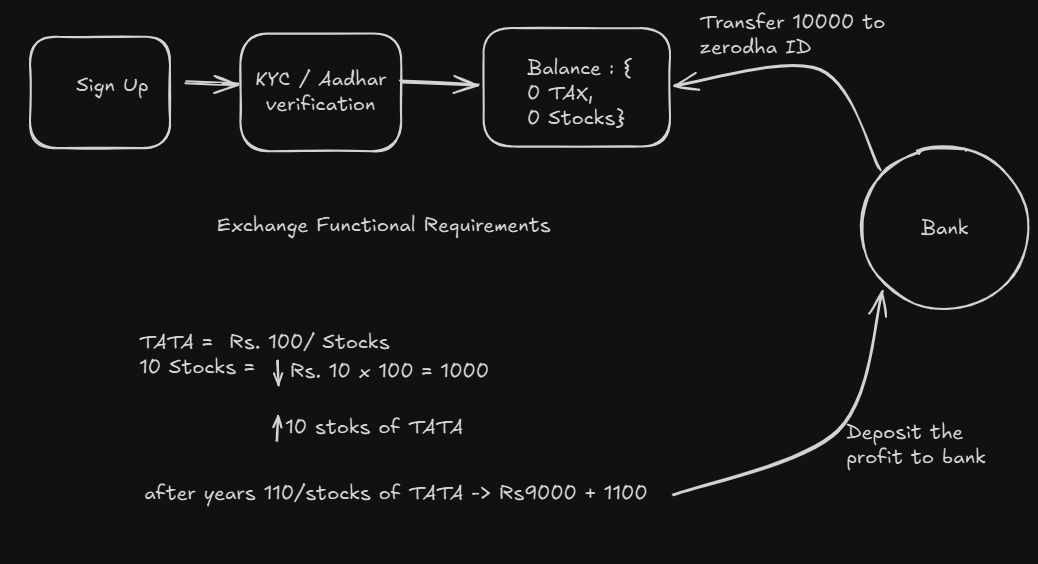 Transfer 10000 to
zerodha ID
Sign Up
KYC / Aadhar
verification
Balance : {
0 TAX,
0 Stocks}
Bank
Exchange Functional Requirements
TATA = Rs. 100/ Stocks
10 Stocks = ↓ Rs. 10 x 100 = 1000
↑ 10 stoks of TATA
Deposit the
profit to bank
after years 110/stocks of TATA -> Rs9000 + 1100